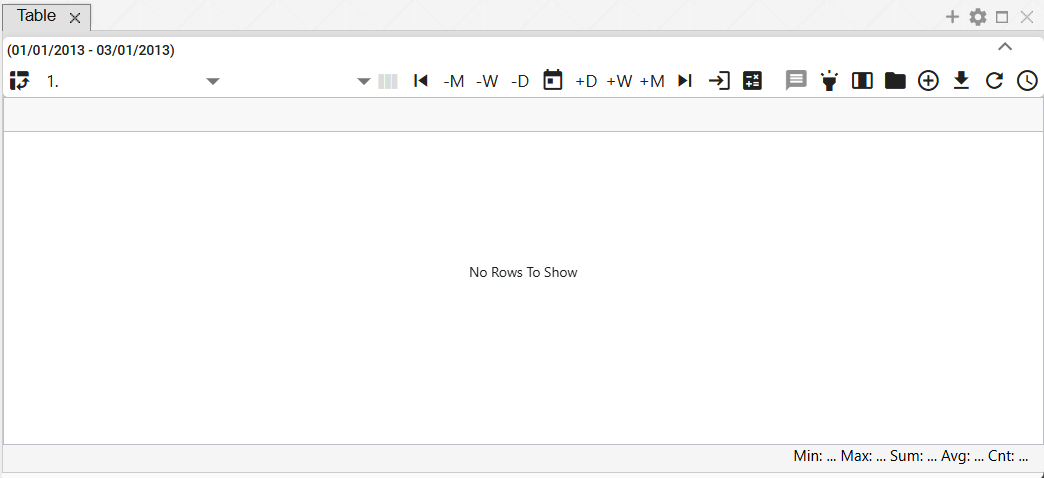 Table
(01/01/2013 - 03/01/2013)
1. -M -W -D +D +W +M
No Rows To Show
Min: ... Max: ... Sum: ... Avg: ... Cnt: ...